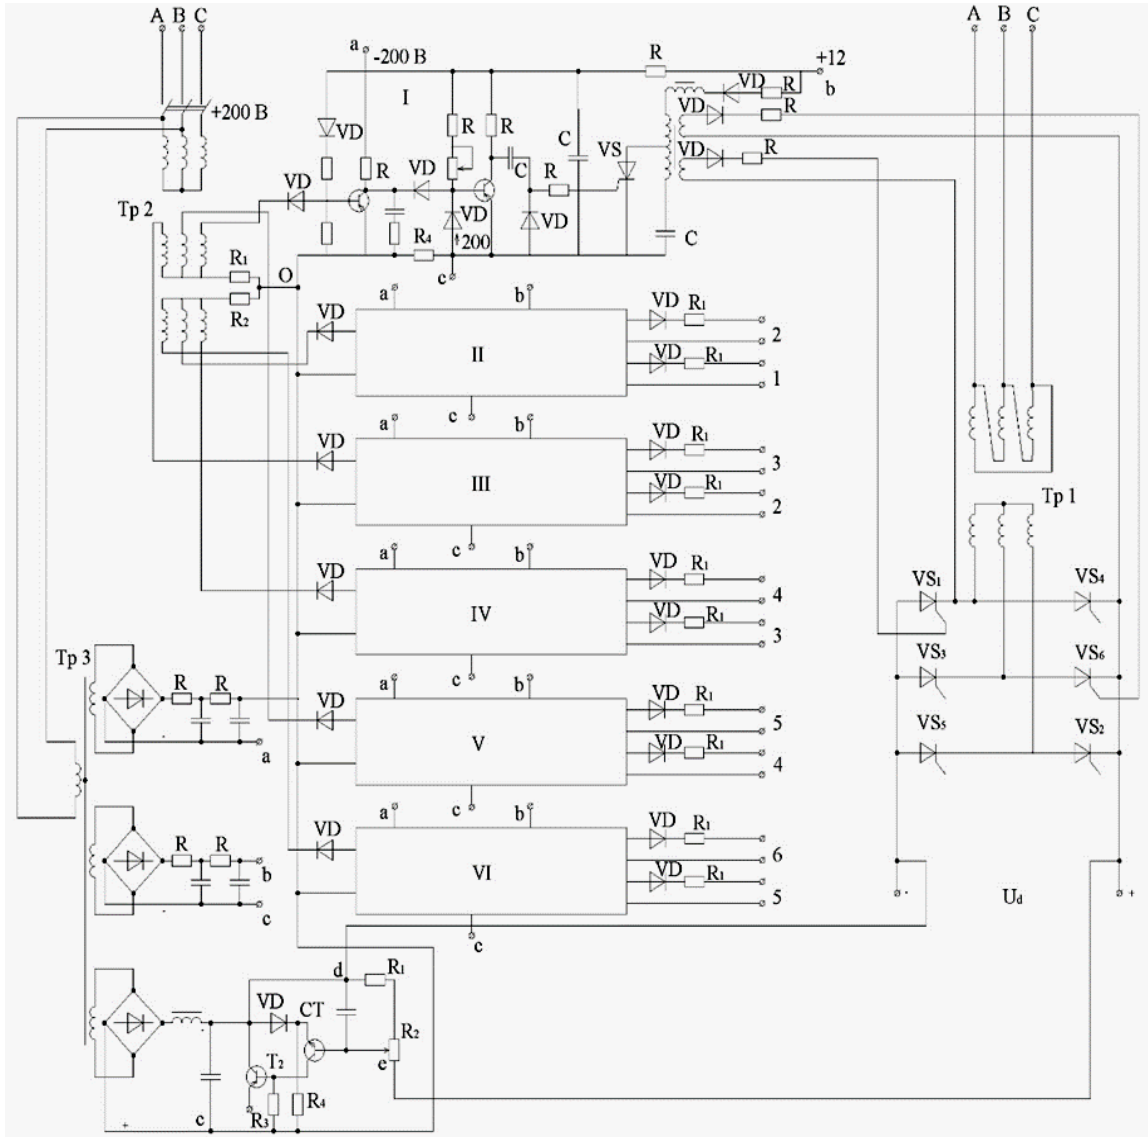 A B C
A B C
a
-200 B
R
+12
b
I
VD
R
VD
R
+200 B
VD
R
R
C
VS
VD
R
VD
R
VD
C
R
VD
Tp 2
VD
VD
R4
200
C
R1
O
c
R2
a
b
VD
VD
R1
2
II
VD
R1
1
c
a
b
VD
VD
R1
3
III
VD
R1
2
c
Tp 1
a
b
VD
VD
R1
4
IV
VD
R1
3
c
VS1
VS4
Tp 3
R
R
a
a
b
VD
VD
R1
5
V
VD
R1
4
c
VS3
VS6
VS5
VS2
R
R
b
c
a
b
VD
VD
R1
6
VI
VD
R1
5
c
-
Ud
+
d
R1
VD
CT
R2
e
T2
R3
R4
c
+